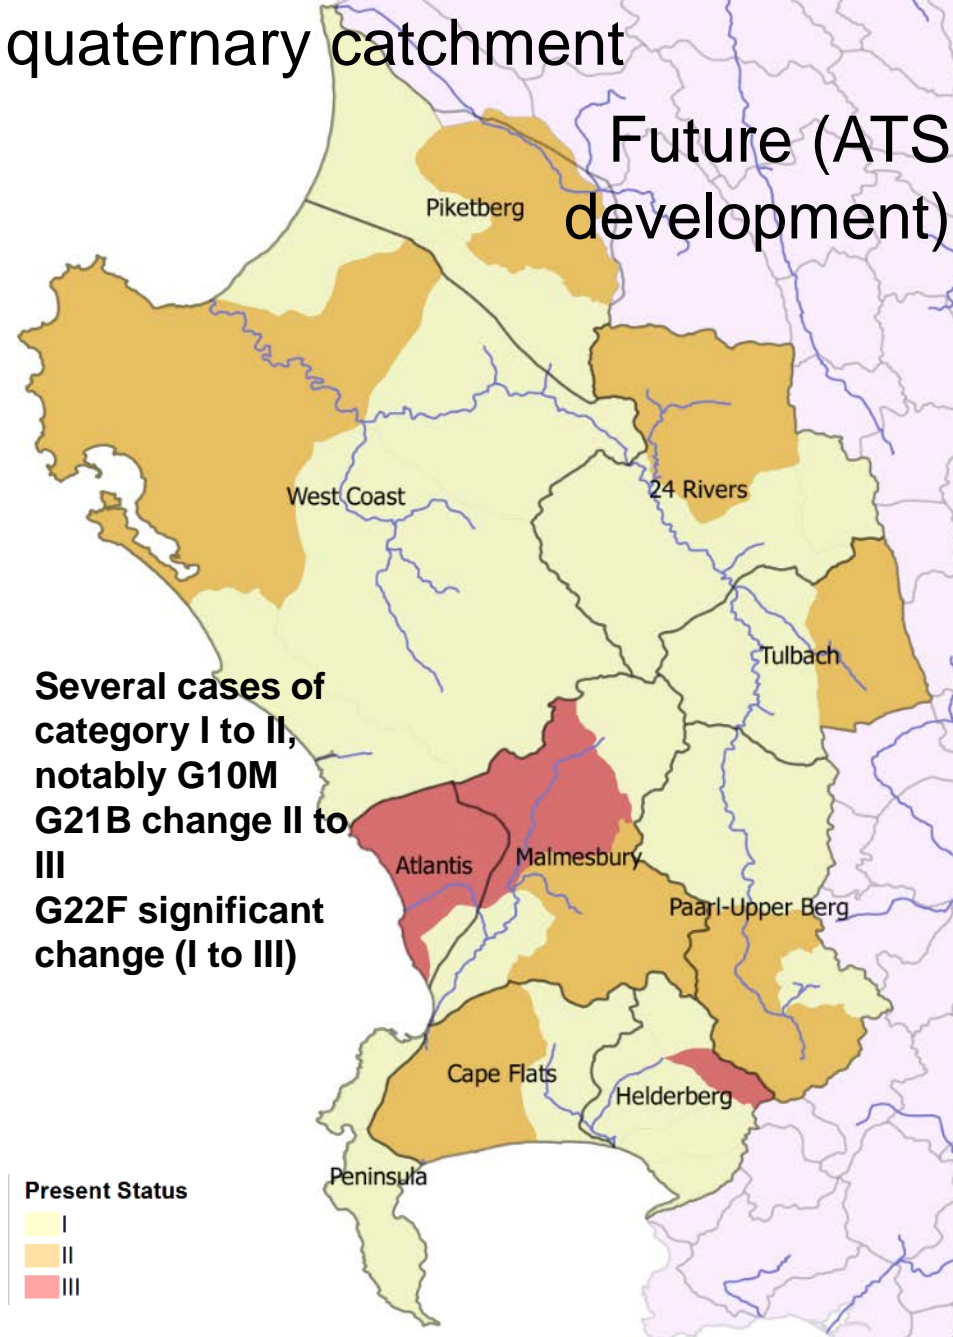 quaternary catchment
Future (ATS
development)
Piketberg
24 Rivers
West Coast
Tulbach
Several cases of
category I to II,
notably G10M
G21B change II to
III
G22F significant
change (I to III)
Atlantis
Malmesbury
Paarl-Upper Berg
Cape Flats
Helderberg
Peninsula
Present Status
I
II
III